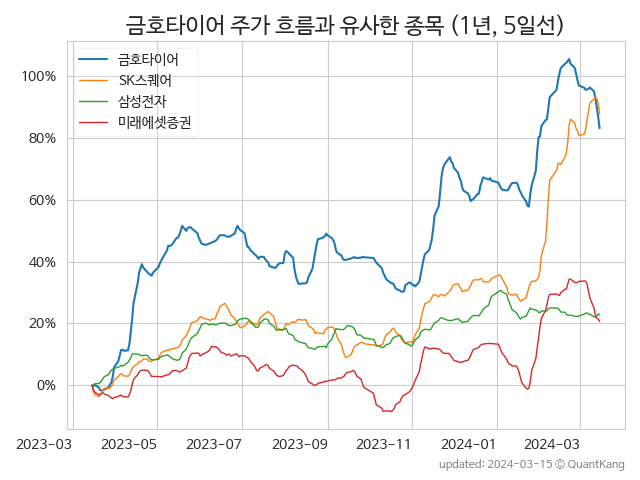 금호타이어 주가 흐름과 유사한 종목 (1년, 5일선)
금호타이어
SK스퀘어
삼성전자
미래에셋증권
100%
80%
60%
40%
20%
0%
2023-03 2023-05 2023-07 2023-09 2023-11 2024-01 2024-03
updated: 2024-03-15 © QuantKang